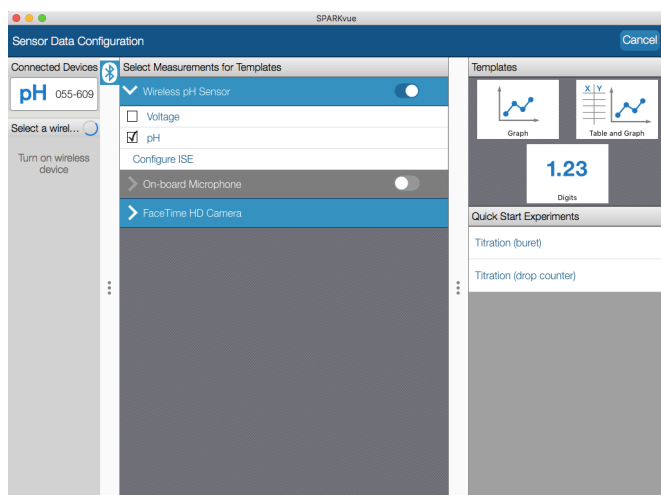 SPARKvue
Sensor Data Configuration
Cancel
Connected Devices
pH 055-609
Select a wirel...
Turn on wireless
device
Select Measurements for Templates
Wireless pH Sensor
Voltage
pH
Configure ISE
On-board Microphone
FaceTime HD Camera
Templates
Graph
X Y
Table and Graph
1.23
Digits
Quick Start Experiments
Titration (buret)
Titration (drop counter)